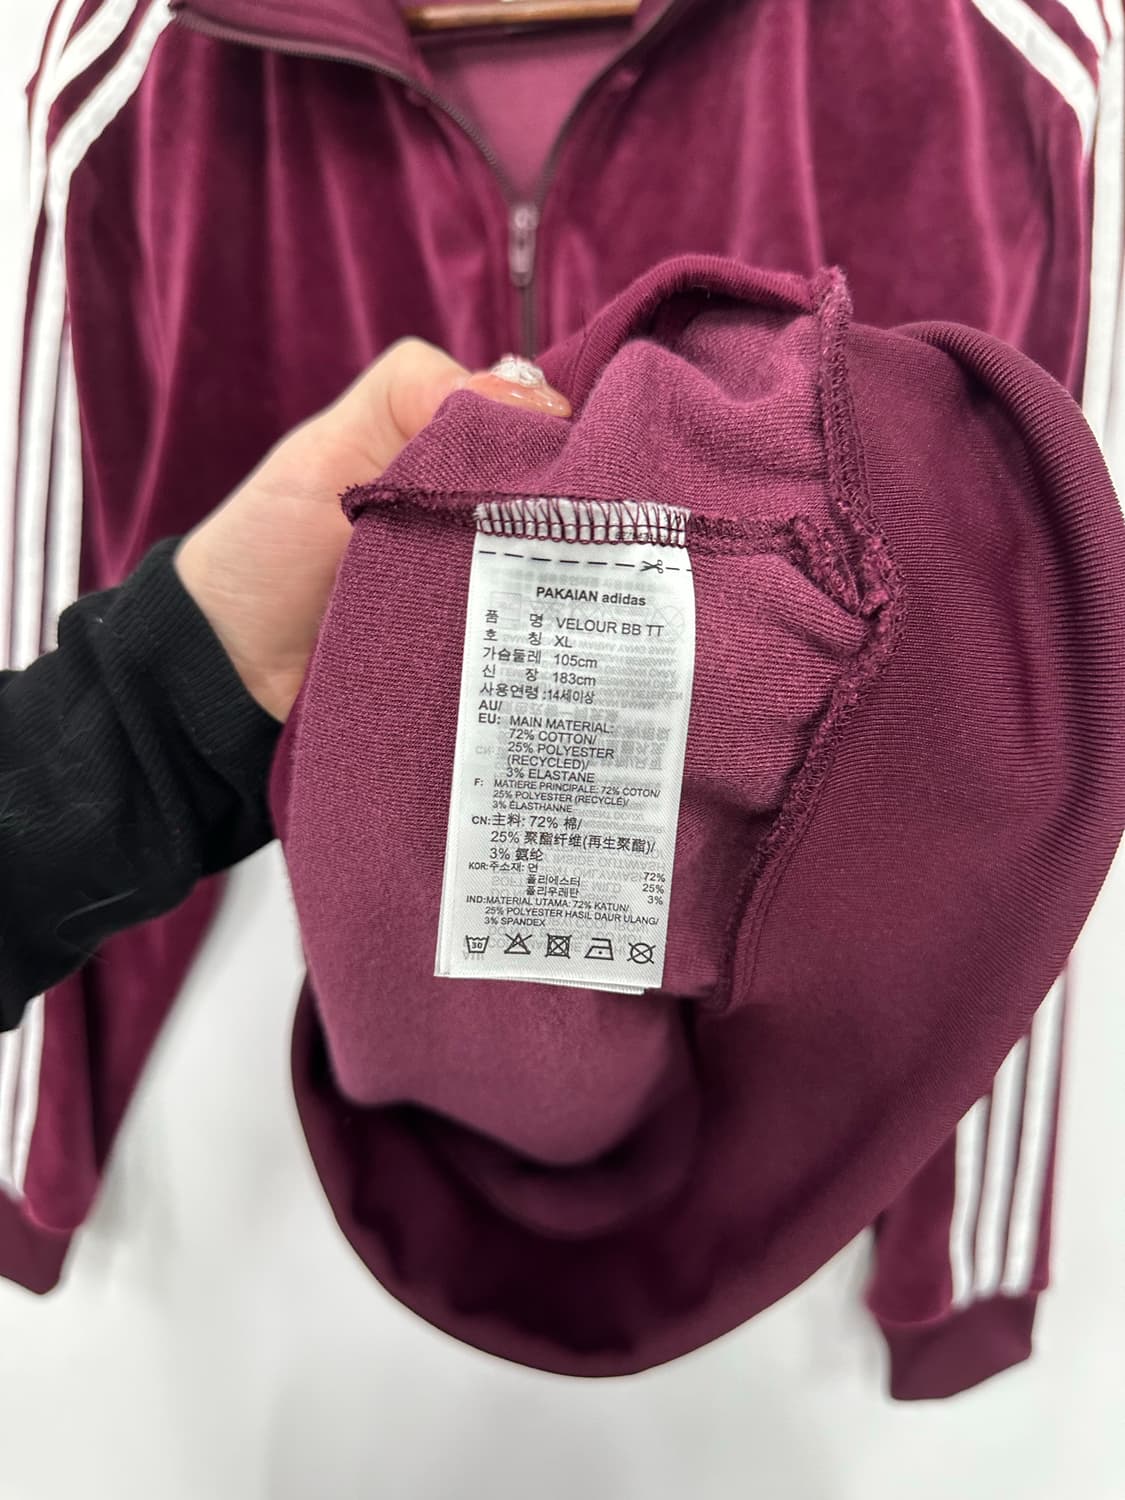 PAKAIAN adidas
품 명 VELOUR BB TT
호 칭 XL
가슴둘레 105cm
신 장 183cm
사용연령 :14세이상
AU/
EU: MAIN MATERIAL:
72% COTTON/
25% POLYESTER
(RECYCLED)/
3% ELASTANE
F: MATIERE PRINCIPALE: 72% COTON/
25% POLYESTER (RECYCLÉ)/
3% ÉLASTHANNE
CN:主料: 72% 棉/
25% 聚酯纤维(再生聚酯)/
3% 氨纶
KOR:주소재: 면 72%
폴리에스터 25%
폴리우레탄 3%
IND:MATERIAL UTAMA: 72% KATUN/
25% POLYESTER HASIL DAUR ULANG/
3% SPANDEX
30